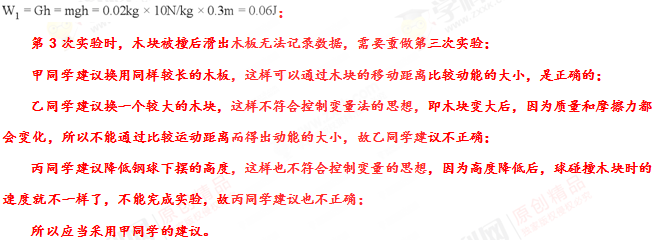 W₁ = Gh = mgh = 0.02kg × 10N/kg × 0.3m = 0.06J；
第 3 次实验时，木块被撞后滑出木板无法记录数据，需要重做第三次实验；
甲同学建议换用同样较长的木板，这样可以通过木块的移动距离比较动能的大小，是正确的；
乙同学建议换一个较大的木块，这样不符合控制变量法的思想，即木块变大后，因为质量和摩擦力都
会变化，所以不能通过比较运动距离而得出动能的大小，故乙同学建议不正确；
丙同学建议降低钢球下摆的高度，这样也不符合控制变量的思想，因为高度降低后，球碰撞木块时的
速度就不一样了，不能完成实验，故丙同学建议也不正确；
所以应当采用甲同学的建议。